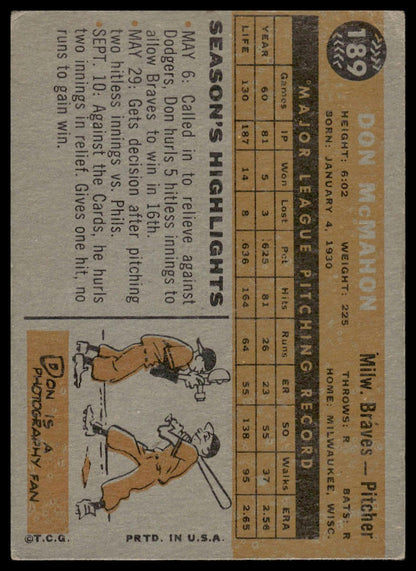 189
DON McMAHON
Milw. Braves — Pitcher
HEIGHT: 6:02 WEIGHT: 225 THROWS: R BATS: R
BORN: JANUARY 4, 1930 HOME: MILWAUKEE, WISC.
MAJOR LEAGUE PITCHING RECORD
Games IP Won Lost Pct Hits Runs ER SO Walks ERA
YEAR 60 81 5 3 .625 81 26 23 55 37 2.56
LIFE 130 187 14 8 .636 164 64 55 138 95 2.65
SEASON'S HIGHLIGHTS
• MAY 6: Called in to relieve against
Dodgers, Don hurls 5 hitless innings to
allow Braves to win in 16th.
• MAY 29: Gets decision after pitching
two hitless innings vs. Phils.
• SEPT. 10: Against the Cards, he hurls
two innings in relief. Gives one hit, no
runs to gain win.
DON IS A
PHOTOGRAPHY FAN.
©T.C.G. PRTD. IN U.S.A.